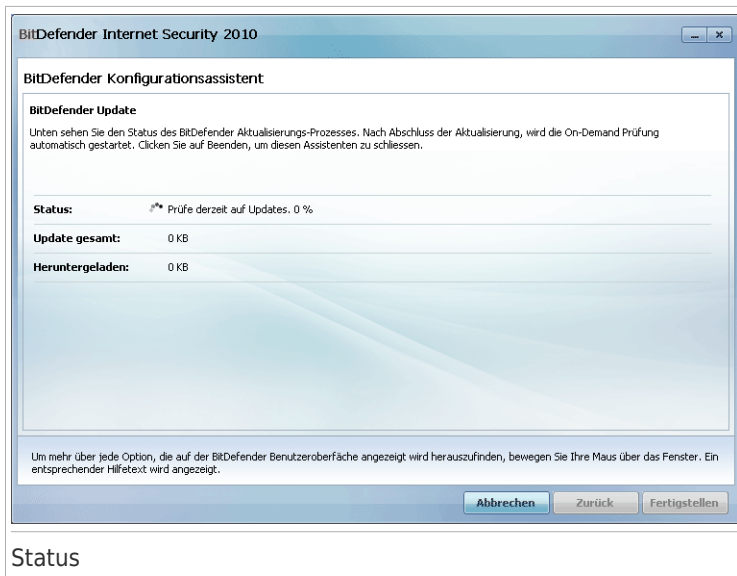 BitDefender Internet Security 2010
BitDefender Konfigurationsassistent
BitDefender Update
Unten sehen Sie den Status des BitDefender Aktualisierungs-Prozesses. Nach Abschluss der Aktualisierung, wird die On-Demand Prüfung
automatisch gestartet. Clicken Sie auf Beenden, um diesen Assistenten zu schliessen.
Status: Prüfe derzeit auf Updates. 0 %
Update gesamt: 0 KB
Heruntergeladen: 0 KB
Um mehr über jede Option, die auf der BitDefender Benutzeroberfäche angezeigt wird herauszufinden, bewegen Sie Ihre Maus über das Fenster. Ein
entsprechender Hilfetext wird angezeigt.
Abbrechen Zurück Fertigstellen
Status